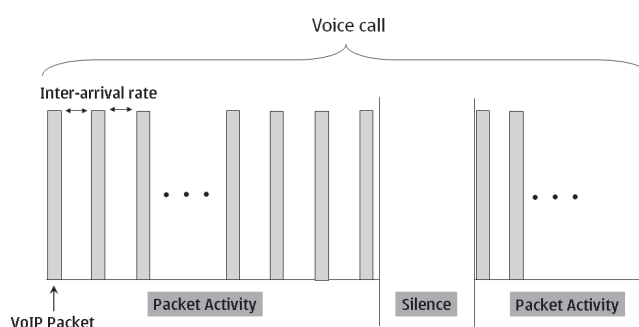 Voice call
Inter-arrival rate
Packet Activity
Silence
Packet Activity
VoIP Packet